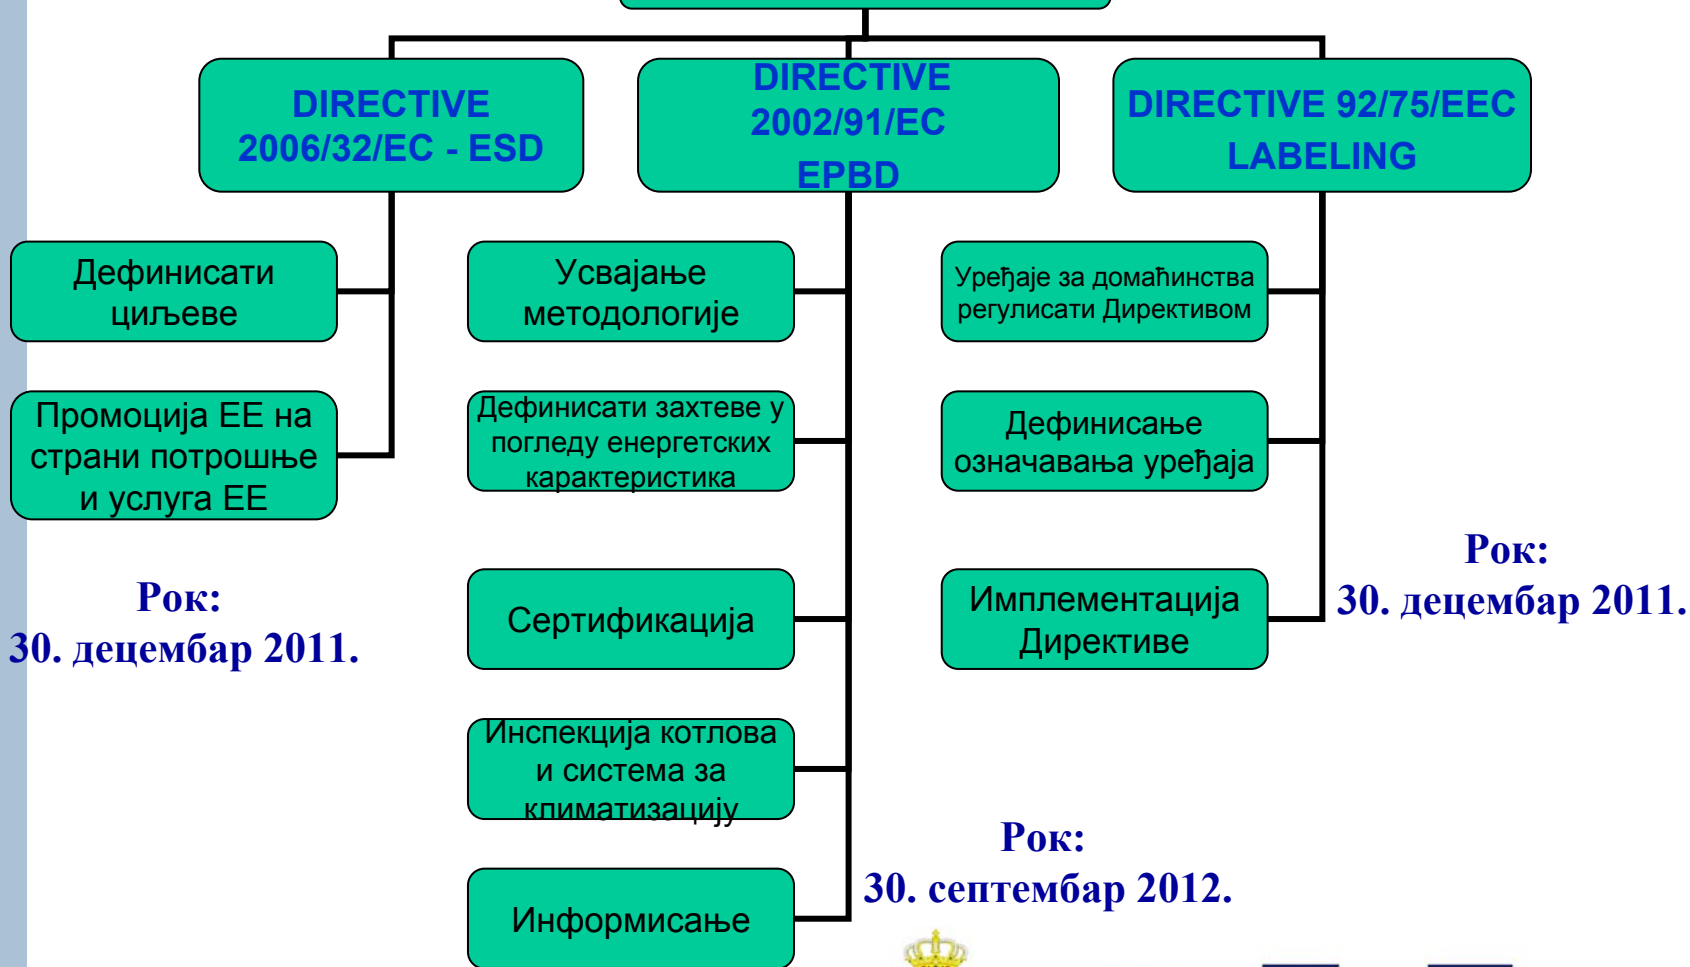 DIRECTIVE
2006/32/EC - ESD
Дефинисати
циљеве
Промоција ЕЕ на
страни потрошње
и услуга ЕЕ
Рок:
30. децембар 2011.
DIRECTIVE
2002/91/EC
EPBD
Усвајање
методологије
Дефинисати захтеве у
погледу енергетских
карактеристика
Сертификација
Инспекција котлова
и система за
климатизацију
Информисање
Рок:
30. септембар 2012.
DIRECTIVE 92/75/EEC
LABELING
Уређаје за домаћинства
регулисати Директивом
Дефинисање
означавања уређаја
Имплементација
Директиве
Рок:
30. децембар 2011.